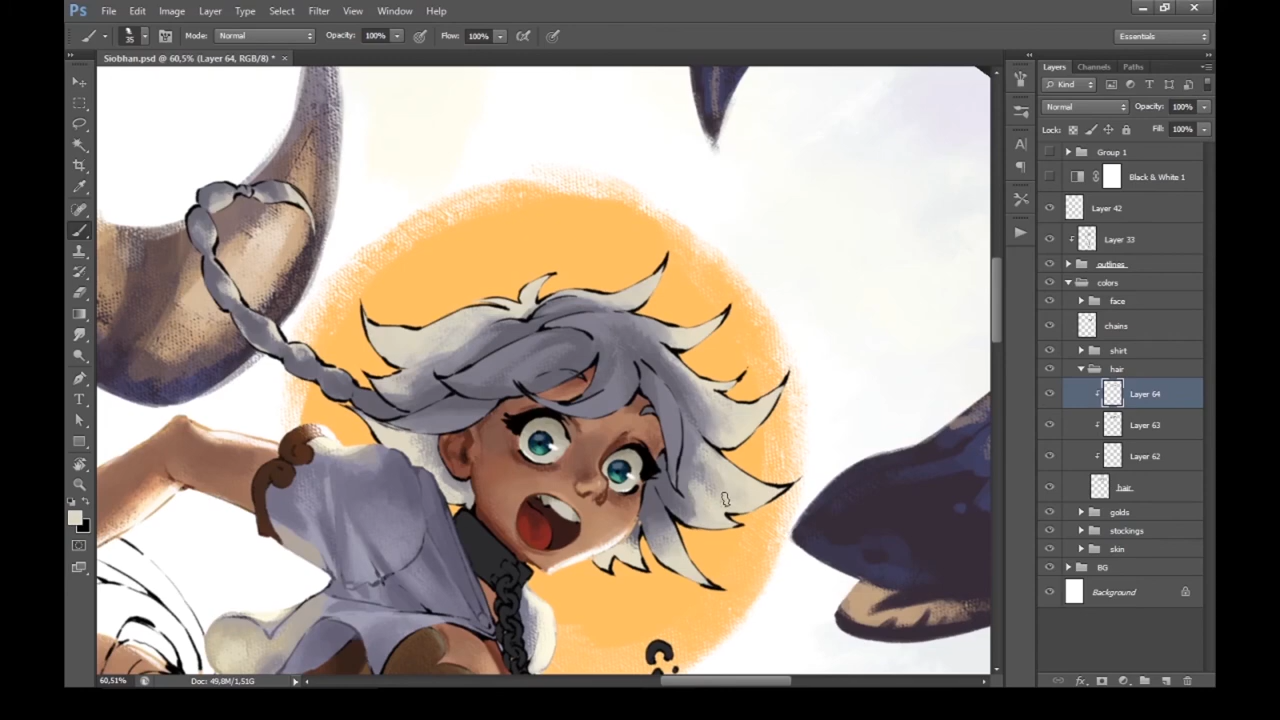 Ps File Edit Image Layer Type Select Filter View Window Help
35 Mode: Normal Opacity: 100% Flow: 100% Essentials
Siobhan.psd @ 60,5% (Layer 64, RGB/8) * ×
Layers Channels Paths
Kind
Normal Opacity: 100%
Lock: Fill: 100%
Group 1
Black & White 1
Layer 42
Layer 33
outlines
colors
face
chains
shirt
hair
Layer 64
Layer 63
Layer 62
hair
golds
stockings
skin
BG
Background
60,51% Doc: 49,8M/1,51G